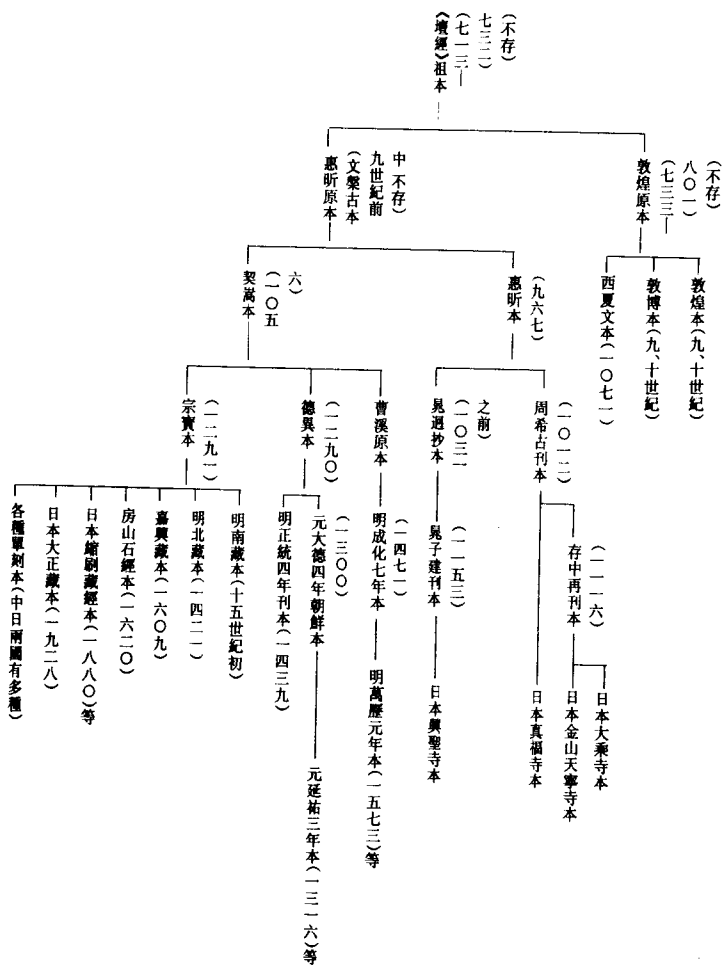 《壇經》祖本
（七一三—
七三二）
（不存）
敦煌原本
（七三三—
八〇一）
（不存）
惠昕原本
（文繁古本
九世紀前
中 不存）
敦煌本（九、十世紀）
敦博本（九、十世紀）
西夏文本（一〇七一）
惠昕本
（九六七）
契嵩本
（一〇五
六）
周希古刊本
（一〇一二）
晁迥抄本
（一〇三一
之前）
曹溪原本
德異本
（一二九〇）
宗寶本
（一二九一）
存中再刊本
（一一一六）
晁子建刊本
（一一五三）
明成化七年本
（一四七一）
元大德四年朝鮮本
（一三〇〇）
明正統四年刊本（一四三九）
明南藏本（十五世紀初）
明北藏本（一四二一）
嘉興藏本（一六〇九）
房山石經本（一六二〇）
日本縮刷藏經本（一八八〇）等
日本大正藏本（一九二八）
各種單刻本（中日兩國有多種）
日本大乘寺本
日本金山天寧寺本
日本真福寺本
日本興聖寺本
明萬歷元年本（一五七三）等
元延祐三年本（一三一六）等